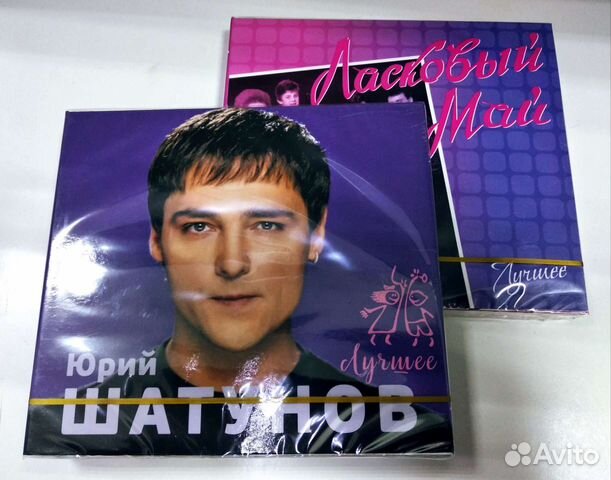 Ласковый
Май
Лучшее
Лучшее
Юрий
ШАТУНОВ
Avito